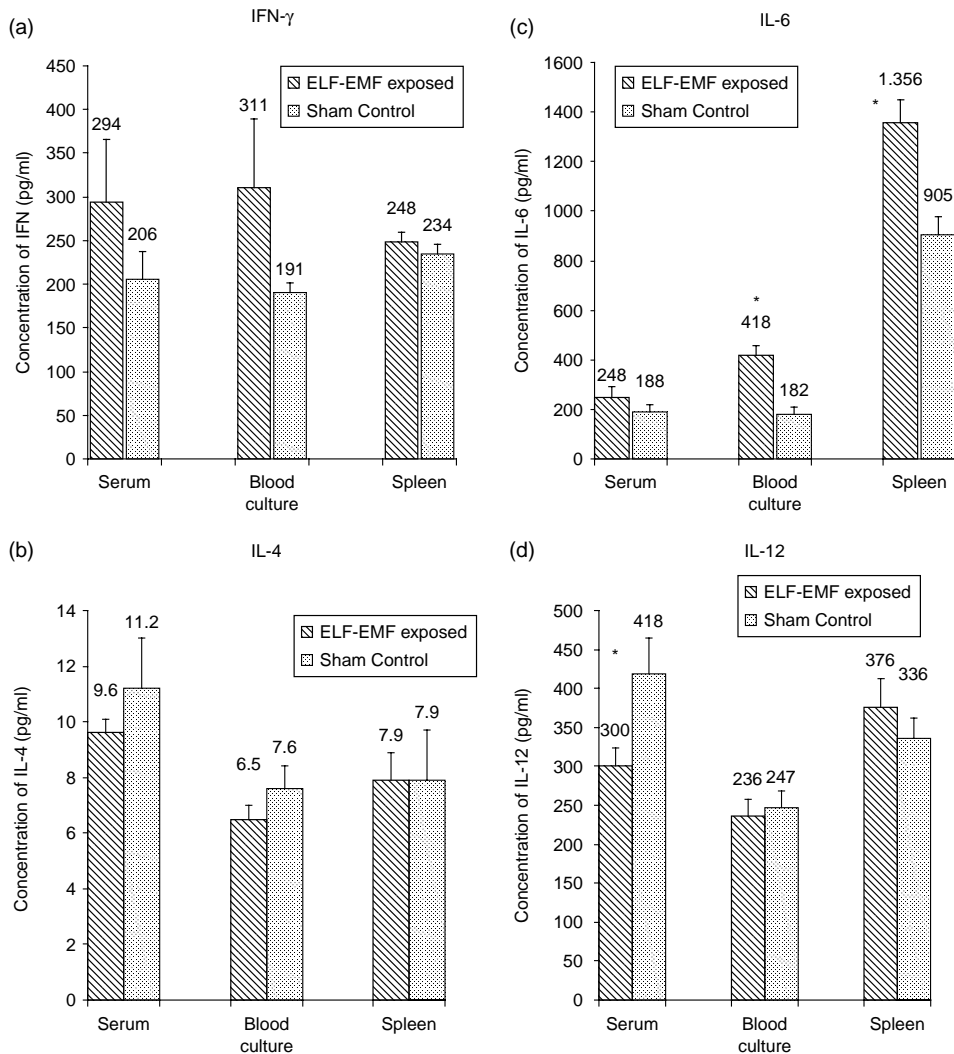 (a)
IFN-γ
Concentration of IFN (pg/ml)
450
400
350
300
250
200
150
100
50
0
ELF-EMF exposed
Sham Control
294
206
311
191
248
234
Serum
Blood
culture
Spleen
(c)
IL-6
Concentration of IL-6 (pg/ml)
1600
1400
1200
1000
800
600
400
200
0
ELF-EMF exposed
Sham Control
248
188
*
418
182
*
1.356
905
Serum
Blood
culture
Spleen
(b)
IL-4
Concentration of IL-4 (pg/ml)
14
12
10
8
6
4
2
0
ELF-EMF exposed
Sham Control
9.6
11.2
6.5
7.6
7.9
7.9
Serum
Blood
culture
Spleen
(d)
IL-12
Concentration of IL-12 (pg/ml)
500
450
400
350
300
250
200
150
100
50
0
ELF-EMF exposed
Sham Control
*
300
418
236
247
376
336
Serum
Blood
culture
Spleen